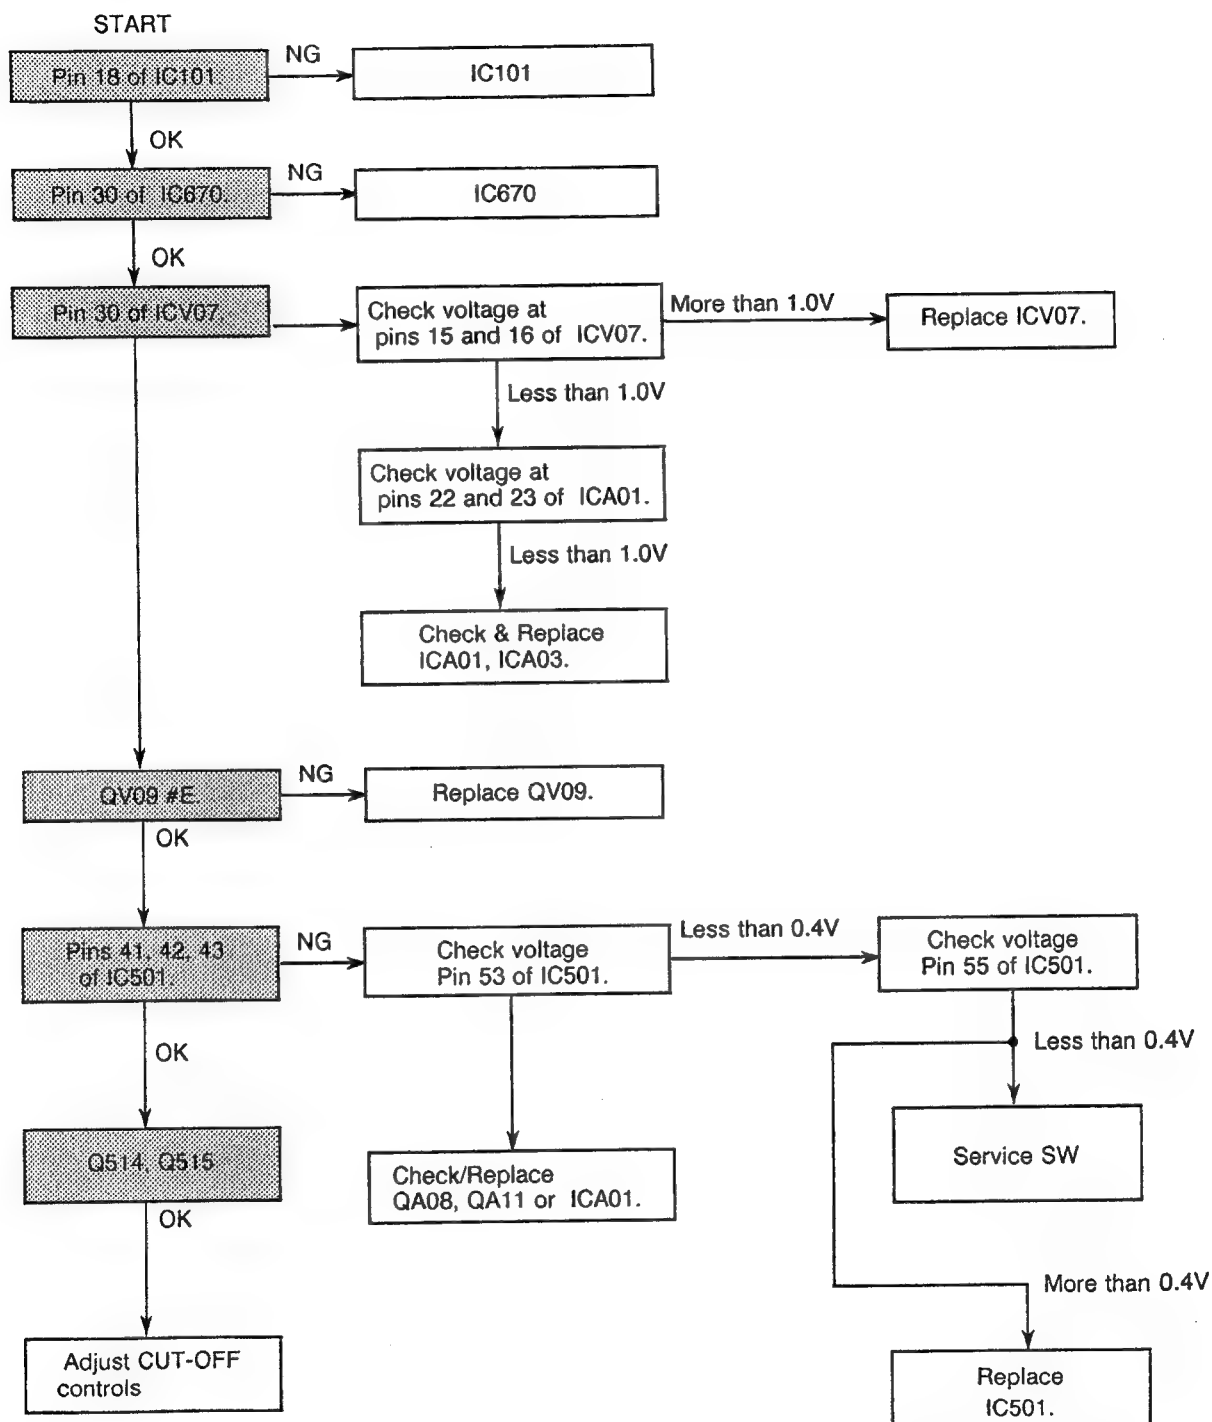 START
Pin 18 of IC101
NG
IC101
OK
Pin 30 of IC670.
NG
IC670
OK
Pin 30 of ICV07.
Check voltage at
pins 15 and 16 of ICV07.
More than 1.0V
Replace ICV07.
Less than 1.0V
Check voltage at
pins 22 and 23 of ICA01.
Less than 1.0V
Check & Replace
ICA01, ICA03.
QV09 #E.
NG
Replace QV09.
OK
Pins 41, 42, 43
of IC501.
NG
Check voltage
Pin 53 of IC501.
Less than 0.4V
Check voltage
Pin 55 of IC501.
Less than 0.4V
OK
Service SW
Q514, Q515
Check/Replace
QA08, QA11 or ICA01.
OK
More than 0.4V
Adjust CUT-OFF
controls
Replace
IC501.